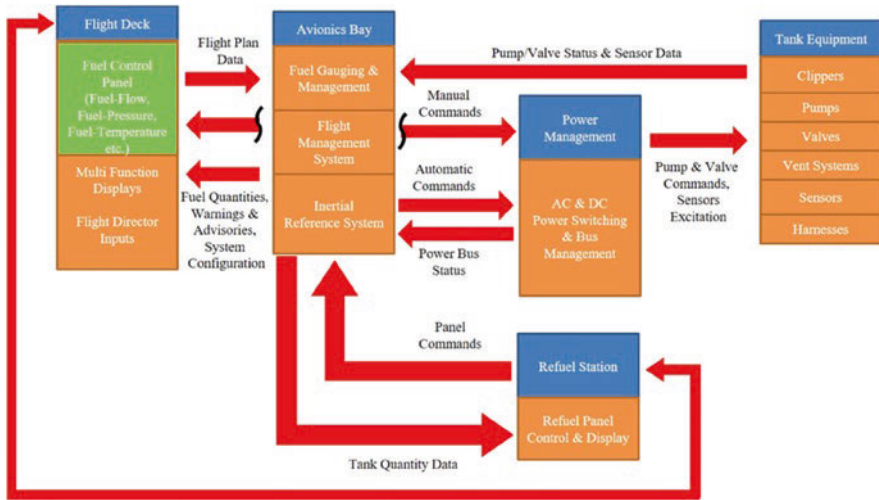 Flight Deck
Fuel Control
Panel
(Fuel-Flow,
Fuel-Pressure,
Fuel-Temperature
etc.)
Multi Function
Displays
Flight Director
Inputs
Flight Plan
Data
Fuel Quantities,
Warnings &
Advisories,
System
Configuration
Avionics Bay
Fuel Gauging &
Management
Flight
Management
System
Inertial
Reference System
Pump/Valve Status & Sensor Data
Manual
Commands
Automatic
Commands
Power Bus
Status
Power
Management
AC & DC
Power Switching
& Bus
Management
Pump & Valve
Commands,
Sensors
Excitation
Tank Equipment
Clippers
Pumps
Valves
Vent Systems
Sensors
Harnesses
Panel
Commands
Refuel Station
Refuel Panel
Control & Display
Tank Quantity Data